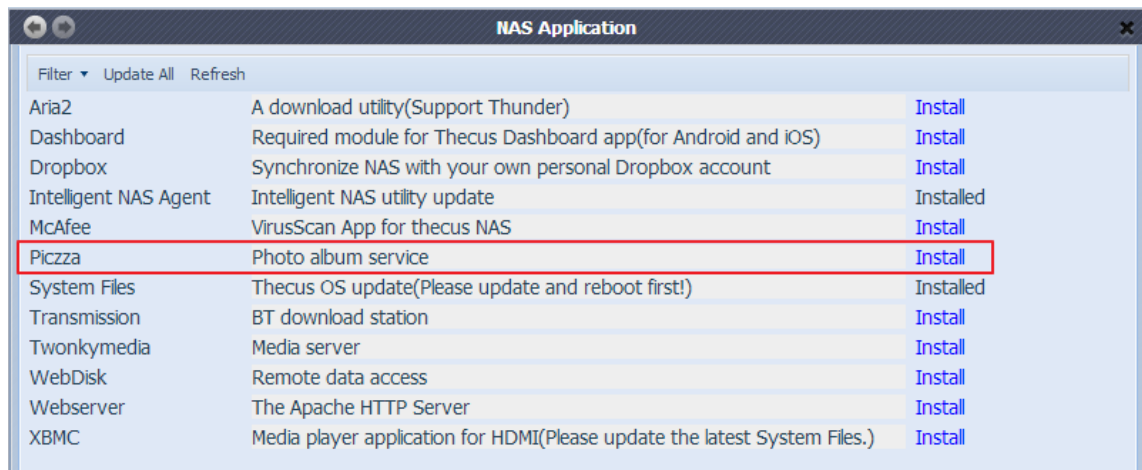 NAS Application
Filter Update All Refresh
Aria2 A download utility(Support Thunder) Install
Dashboard Required module for Thecus Dashboard app(for Android and iOS) Install
Dropbox Synchronize NAS with your own personal Dropbox account Install
Intelligent NAS Agent Intelligent NAS utility update Installed
McAfee VirusScan App for thecus NAS Install
Piczza Photo album service Install
System Files Thecus OS update(Please update and reboot first!) Installed
Transmission BT download station Install
Twonkymedia Media server Install
WebDisk Remote data access Install
Webserver The Apache HTTP Server Install
XBMC Media player application for HDMI(Please update the latest System Files.) Install